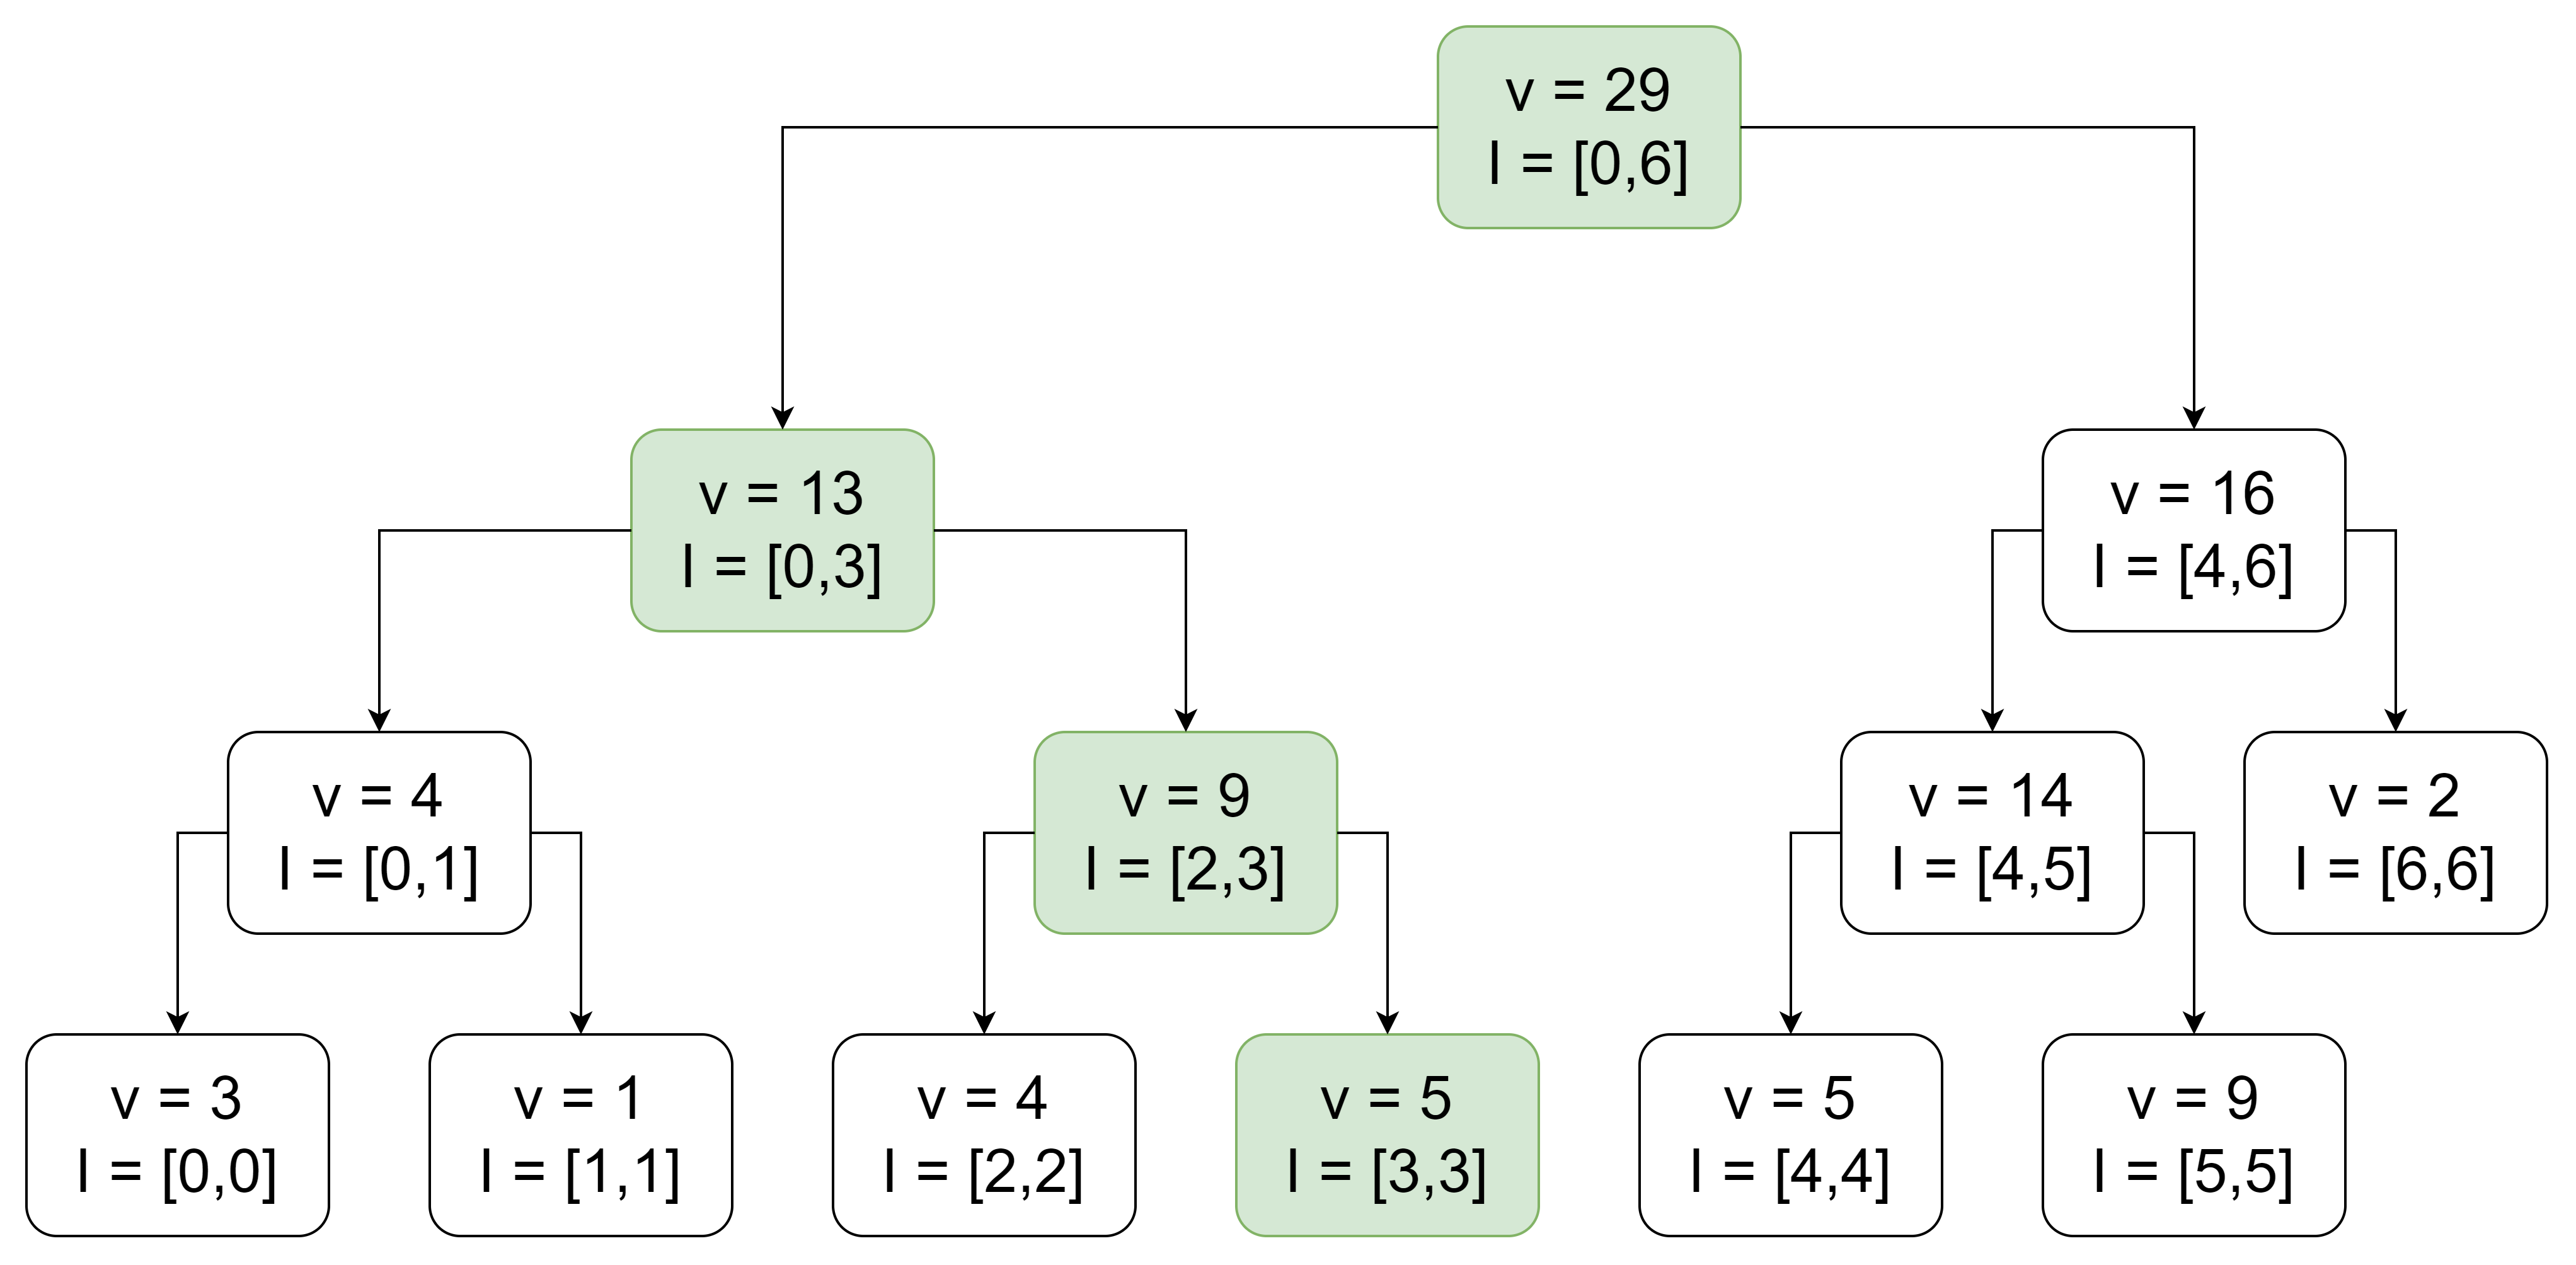 v = 29
I = [0,6]
v = 13
I = [0,3]
v = 16
I = [4,6]
v = 4
I = [0,1]
v = 9
I = [2,3]
v = 14
I = [4,5]
v = 2
I = [6,6]
v = 3
I = [0,0]
v = 1
I = [1,1]
v = 4
I = [2,2]
v = 5
I = [3,3]
v = 5
I = [4,4]
v = 9
I = [5,5]